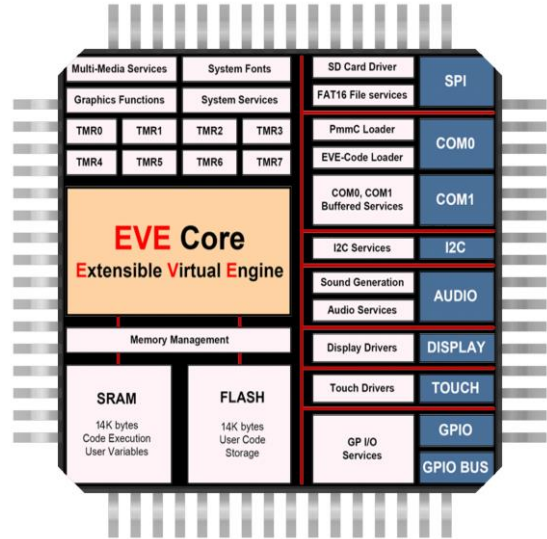 Multi-Media Services
System Fonts
Graphics Functions
System Services
TMR0
TMR1
TMR2
TMR3
TMR4
TMR5
TMR6
TMR7
EVE Core
Extensible Virtual Engine
Memory Management
SRAM
14K bytes
Code Execution
User Variables
FLASH
14K bytes
User Code
Storage
SD Card Driver
FAT16 File services
SPI
PmmC Loader
EVE-Code Loader
COM0
COM0, COM1
Buffered Services
COM1
I2C Services
I2C
Sound Generation
Audio Services
AUDIO
Display Drivers
DISPLAY
Touch Drivers
TOUCH
GP I/O
Services
GPIO
GPIO BUS